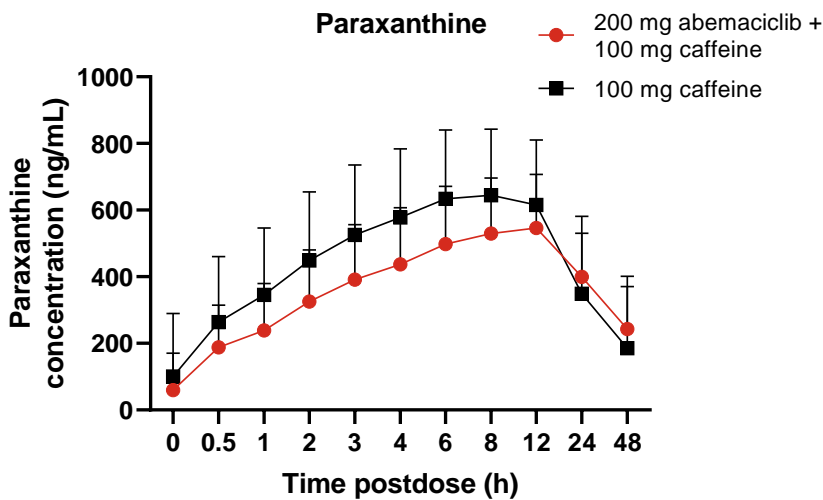 Paraxanthine
200 mg abemaciclib +
100 mg caffeine
100 mg caffeine
Paraxanthine
concentration (ng/mL)
1000
800
600
400
200
0
0 0.5 1 2 3 4 6 8 12 24 48
Time postdose (h)